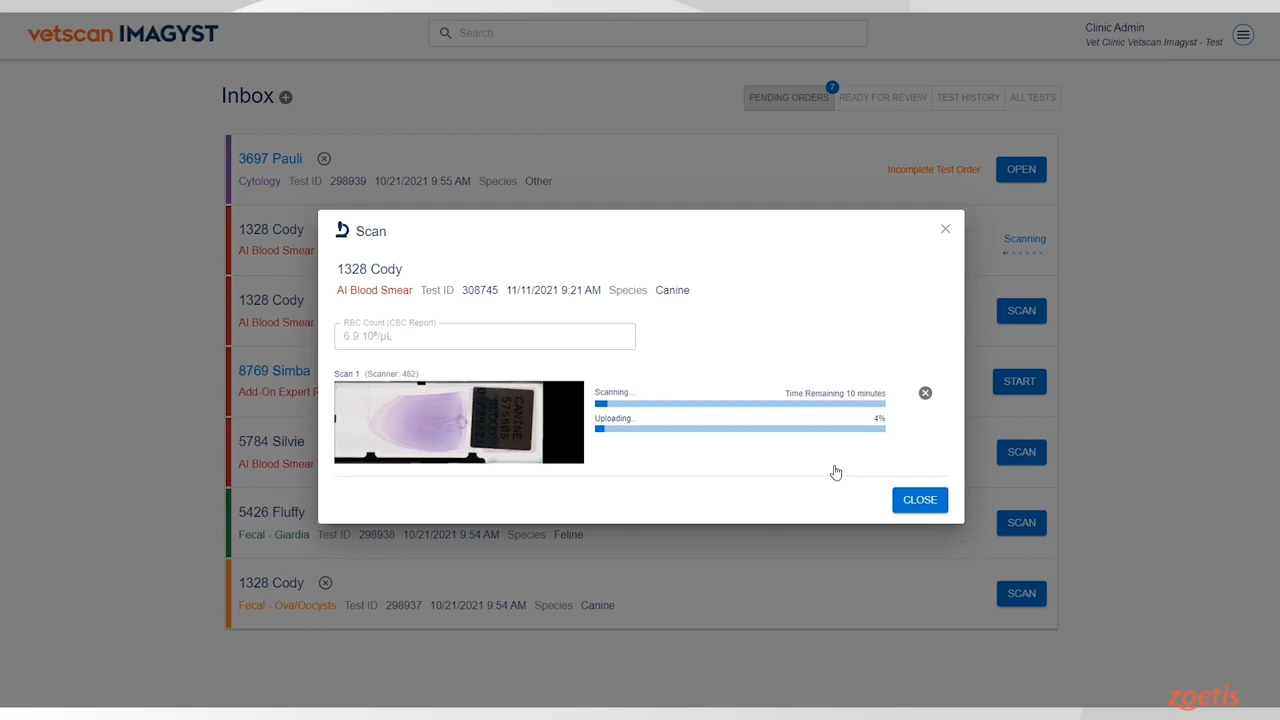 vetscan IMAGYST
Search
Clinic Admin
Vet Clinic Vetscan Imagyst - Test
Inbox
7
PENDING ORDERS
READY FOR REVIEW
TEST HISTORY
ALL TESTS
3697 Pauli
Cytology Test ID 298939 10/21/2021 9:55 AM Species Other
Incomplete Test Order
OPEN
1328 Cody
AI Blood Smear
Scanning
1328 Cody
AI Blood Smear
SCAN
8769 Simba
Add-On Expert R
START
5784 Silvie
AI Blood Smear
SCAN
5426 Fluffy
Fecal - Giardia Test ID 298938 10/21/2021 9:54 AM Species Feline
SCAN
1328 Cody
Fecal - Ova/Oocysts Test ID 298937 10/21/2021 9:54 AM Species Canine
SCAN
Scan
1328 Cody
AI Blood Smear Test ID 308745 11/11/2021 9:21 AM Species Canine
RBC Count (CBC Report)
6.9 10⁶/µL
Scan 1 (Scanner: 462)
CANINE
Scanning....
Time Remaining 10 minutes
Uploading..
4%
CLOSE
zoetis